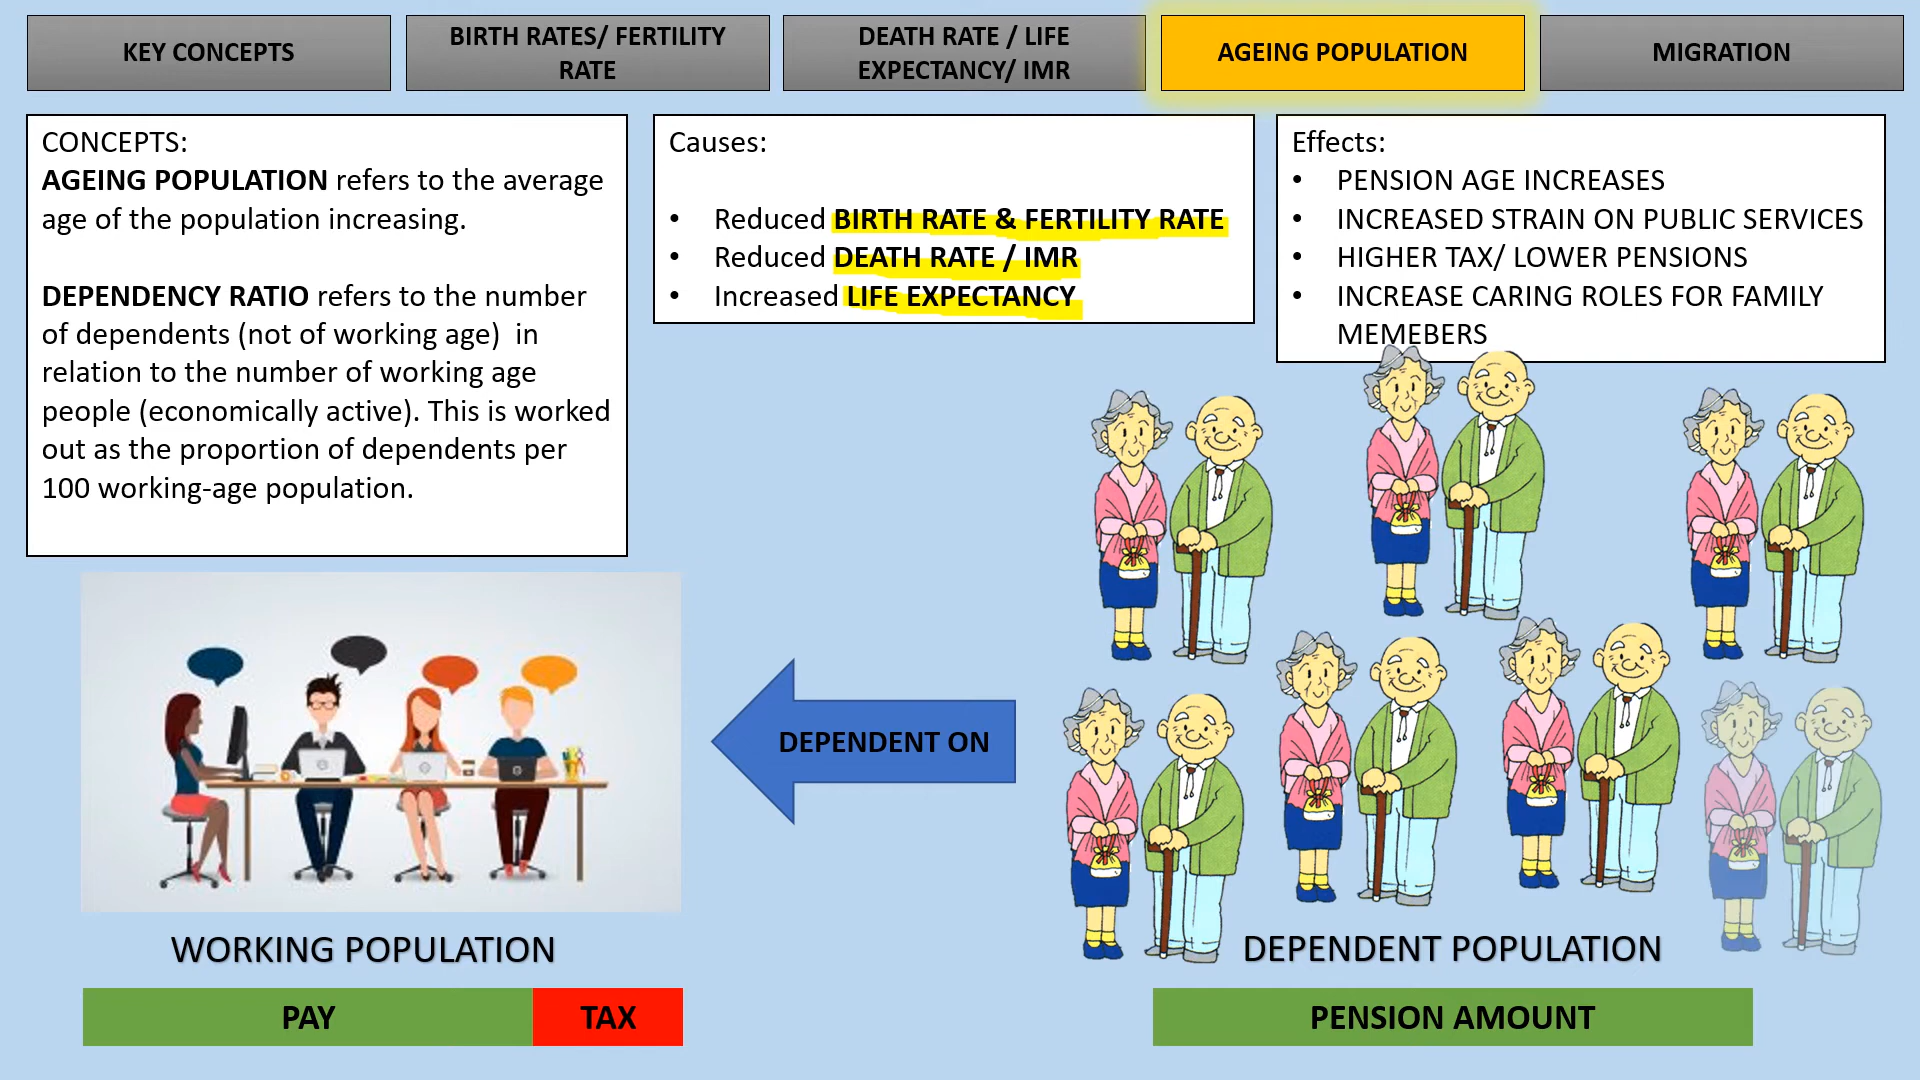 KEY CONCEPTS
BIRTH RATES/ FERTILITY
RATE
DEATH RATE / LIFE
EXPECTANCY/ IMR
AGEING POPULATION
MIGRATION
CONCEPTS:
AGEING POPULATION refers to the average
age of the population increasing.
DEPENDENCY RATIO refers to the number
of dependents (not of working age)  in
relation to the number of working age
people (economically active). This is worked
out as the proportion of dependents per
100 working-age population.
Causes:
• Reduced BIRTH RATE & FERTILITY RATE
• Reduced DEATH RATE / IMR
• Increased LIFE EXPECTANCY
Effects:
• PENSION AGE INCREASES
• INCREASED STRAIN ON PUBLIC SERVICES
• HIGHER TAX/ LOWER PENSIONS
• INCREASE CARING ROLES FOR FAMILY
MEMEBERS
DEPENDENT ON
WORKING POPULATION
DEPENDENT POPULATION
PAY
TAX
PENSION AMOUNT